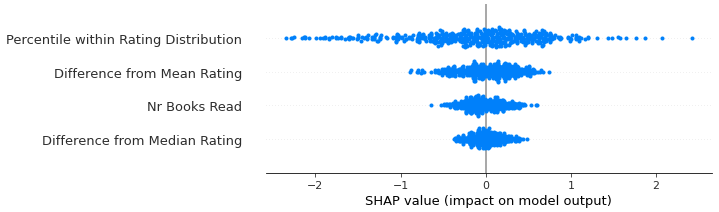 Percentile within Rating Distribution
Difference from Mean Rating
Nr Books Read
Difference from Median Rating
−2 −1 0 1 2
SHAP value (impact on model output)